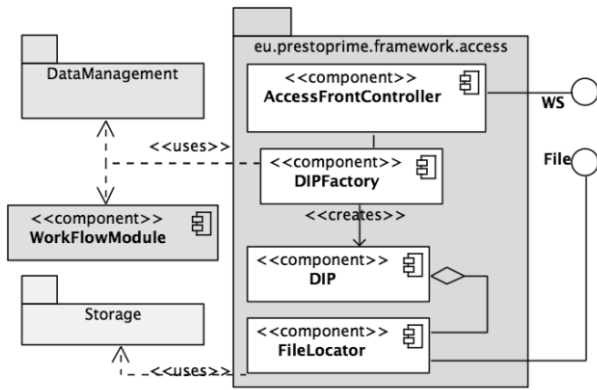 eu.prestoprime.framework.access
DataManagement
<<component>>
AccessFrontController
WS
<<uses>>
File
<<component>>
DIPFactory
<<component>>
WorkFlowModule
<<creates>>
<<component>>
DIP
Storage
<<component>>
FileLocator
<<uses>>